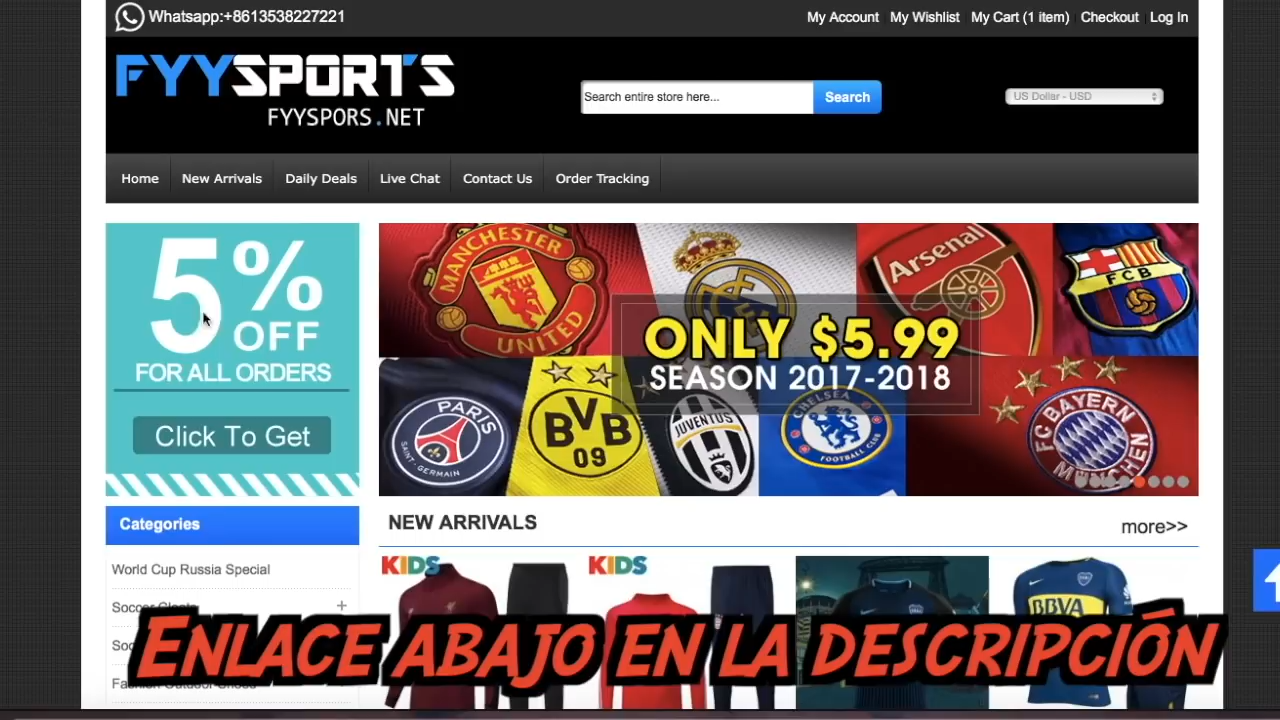 Whatsapp:+8613538227221
My Account My Wishlist My Cart (1 item) Checkout Log In
FYYSPORTS
FYYSPORS.NET
Search entire store here...
Search
US Dollar - USD
Home New Arrivals Daily Deals Live Chat Contact Us Order Tracking
5% OFF
FOR ALL ORDERS
Click To Get
MANCHESTER
UNITED
Arsenal
FCB
ONLY $5.99
SEASON 2017-2018
PARIS
SAINT-GERMAIN
BVB
09
JUVENTUS
CHELSEA
FOOTBALL CLUB
FC BAYERN
MÜNCHEN
Categories
NEW ARRIVALS
more>>
World Cup Russia Special
KIDS
KIDS
BBVA
ENLACE ABAJO EN LA DESCRIPCIÓN